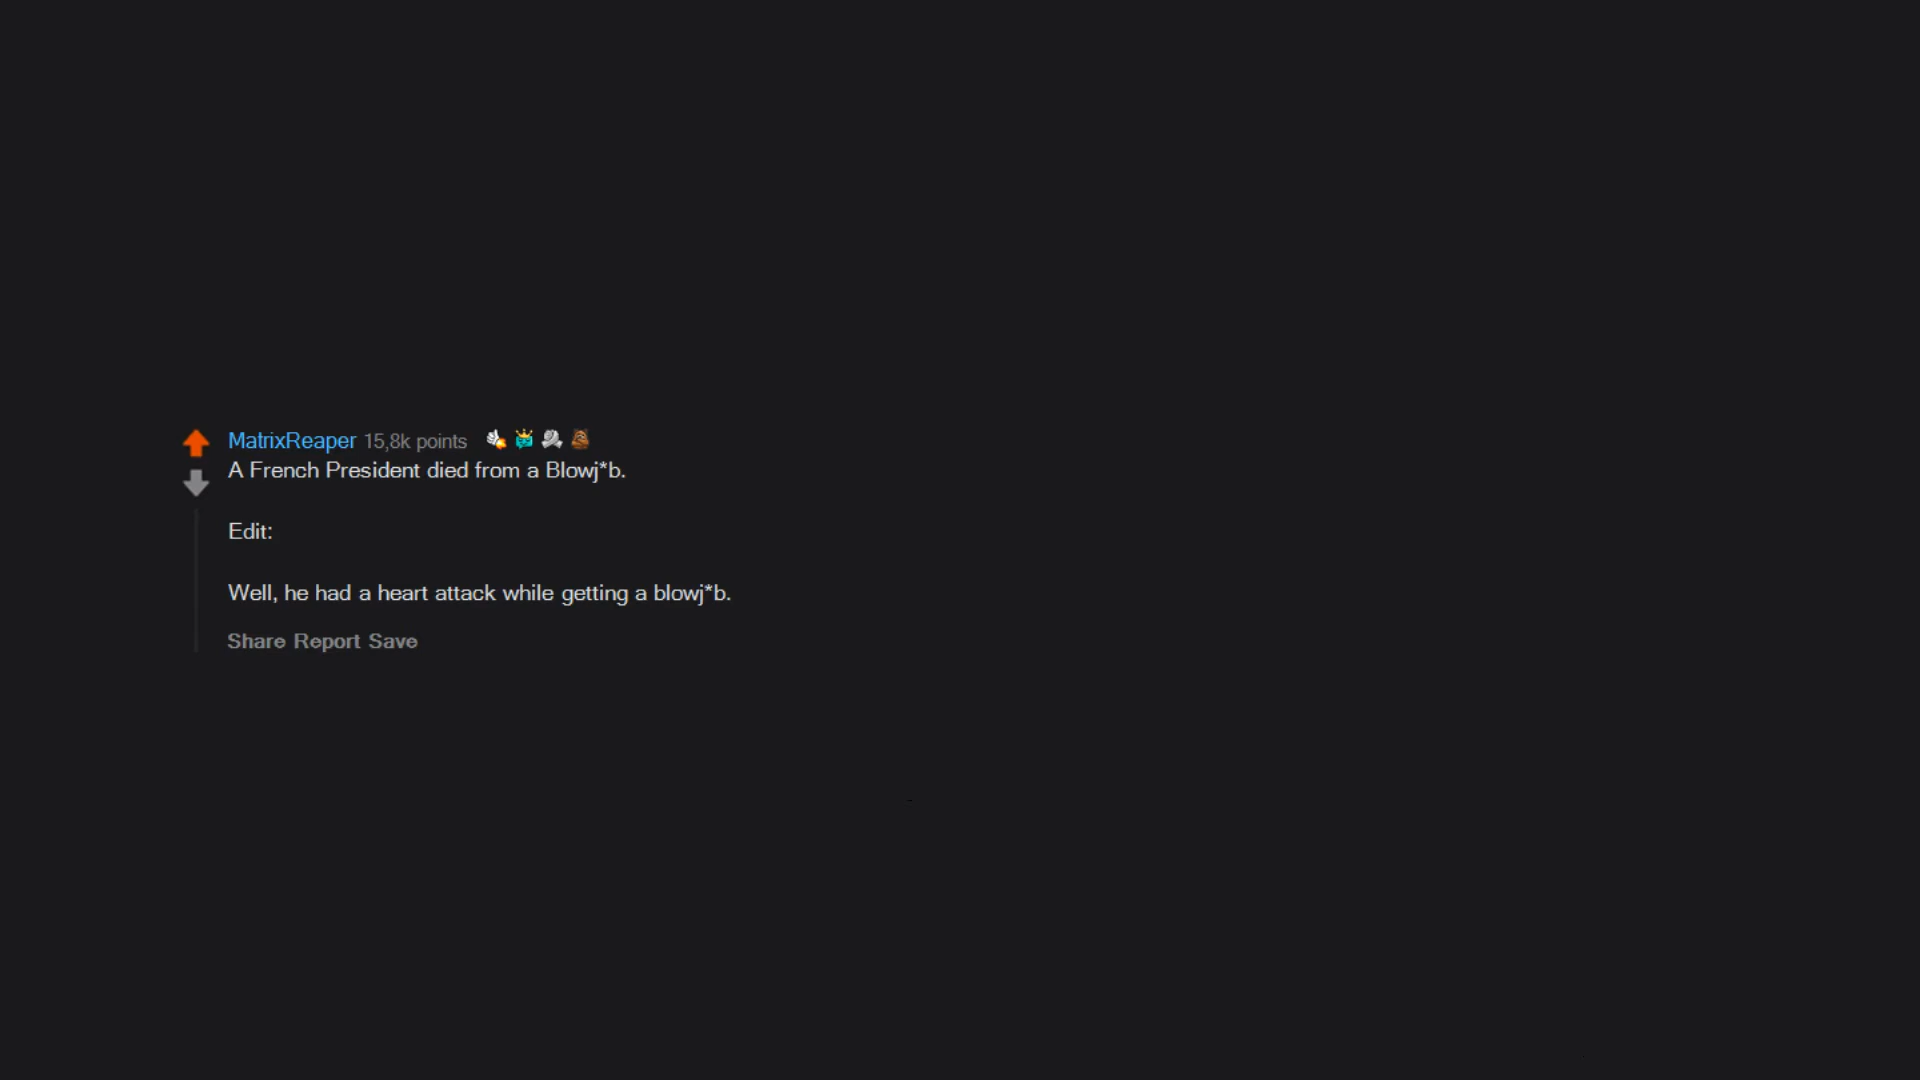 MatrixReaper 15,8k points
A French President died from a Blowj*b.
Edit:
Well, he had a heart attack while getting a blowj*b.
Share Report Save